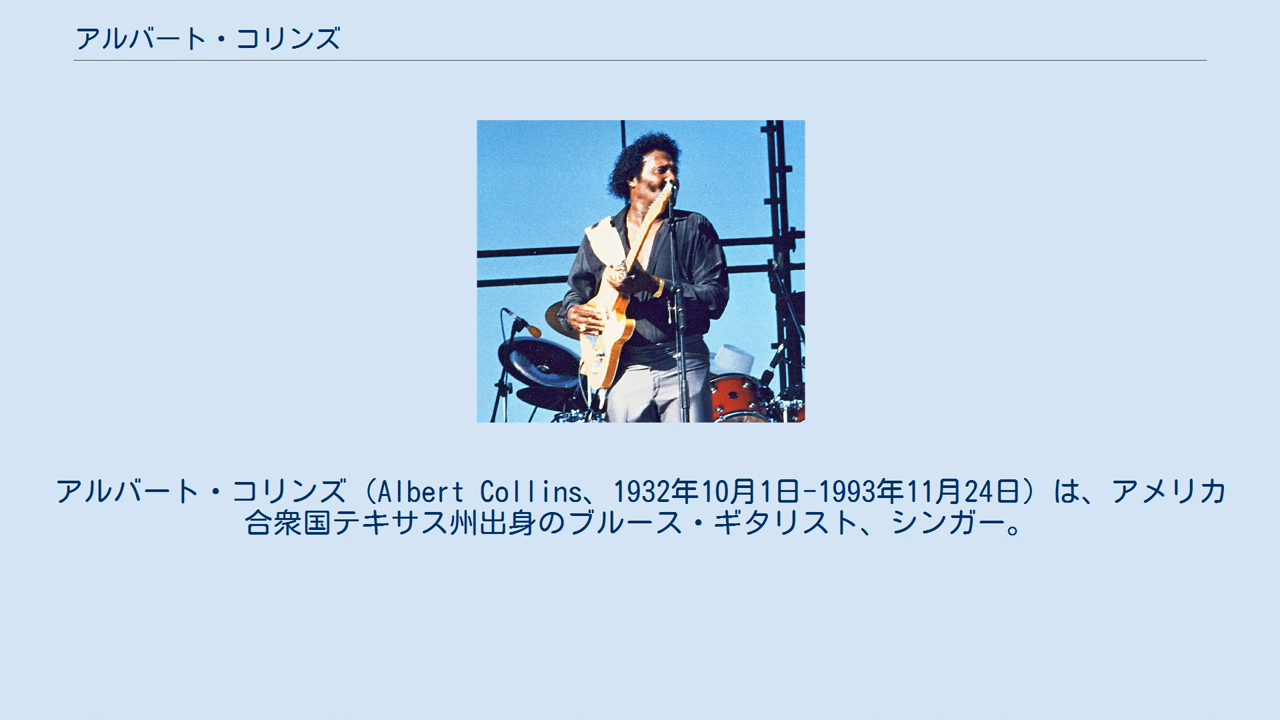 アルバート・コリンズ
アルバート・コリンズ（Albert Collins、1932年10月1日-1993年11月24日）は、アメリカ
合衆国テキサス州出身のブルース・ギタリスト、シンガー。